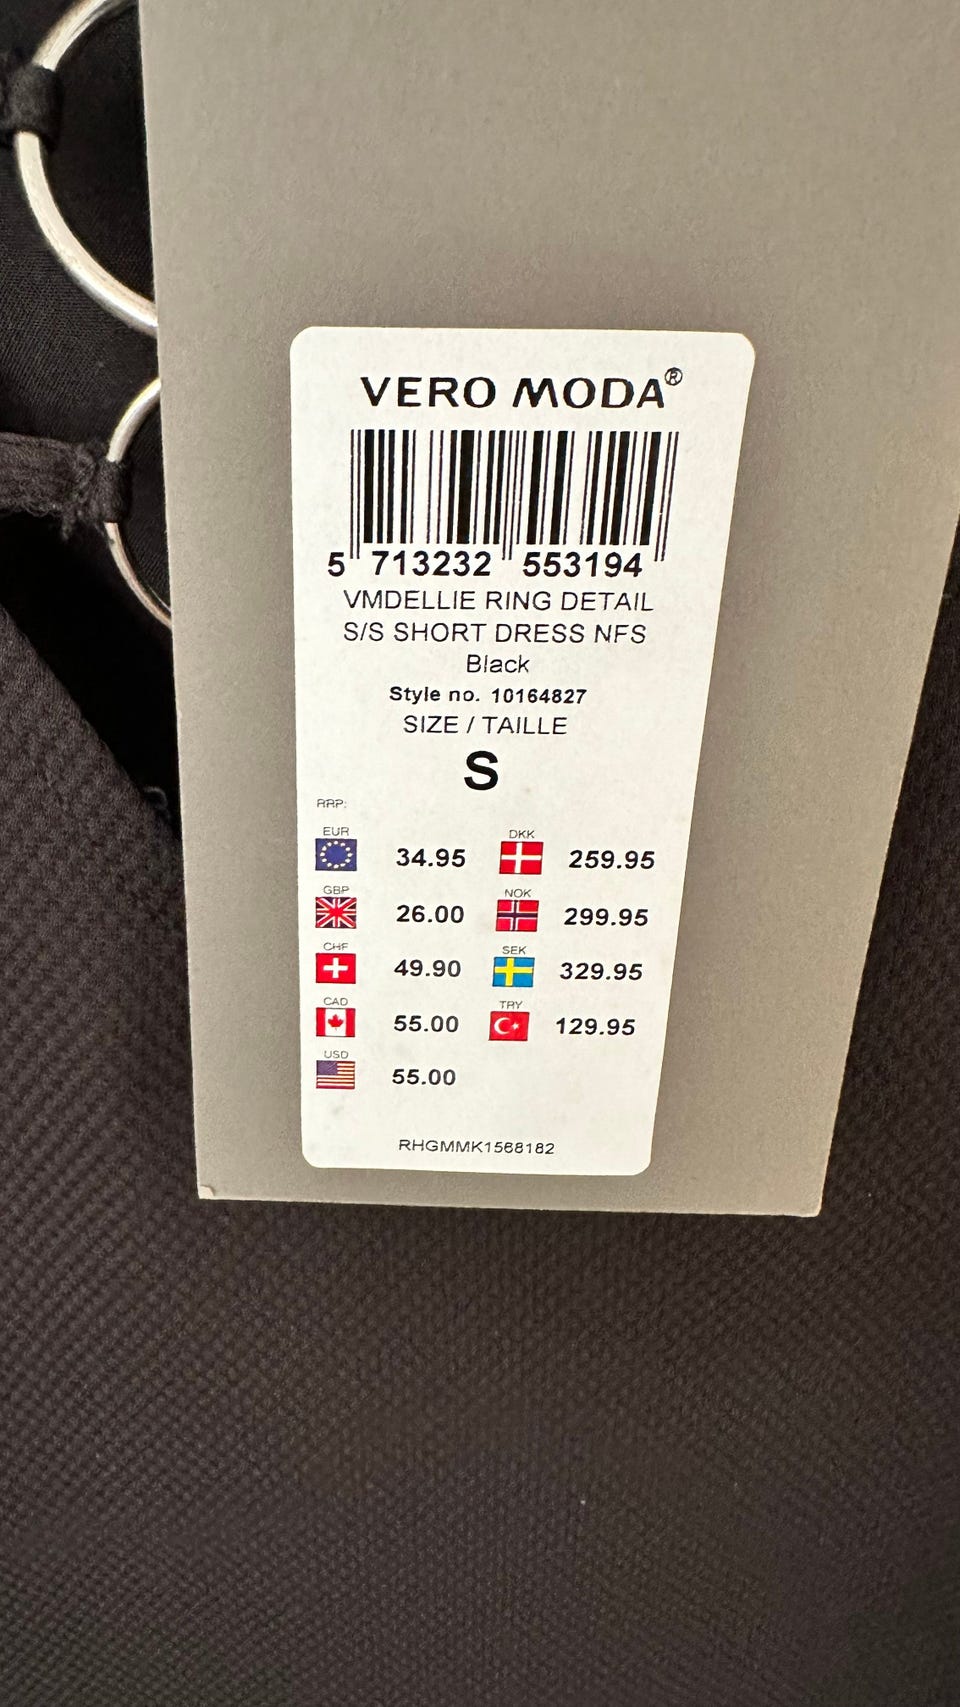 VERO MODA®
5 713232 553194
VMDELLIE RING DETAIL
S/S SHORT DRESS NFS
Black
Style no. 10164827
SIZE / TAILLE
S
RRP:
EUR 34.95 DKK 259.95
GBP 26.00 NOK 299.95
CHF 49.90 SEK 329.95
CAD 55.00 TRY 129.95
USD 55.00
RHGMMK1568182